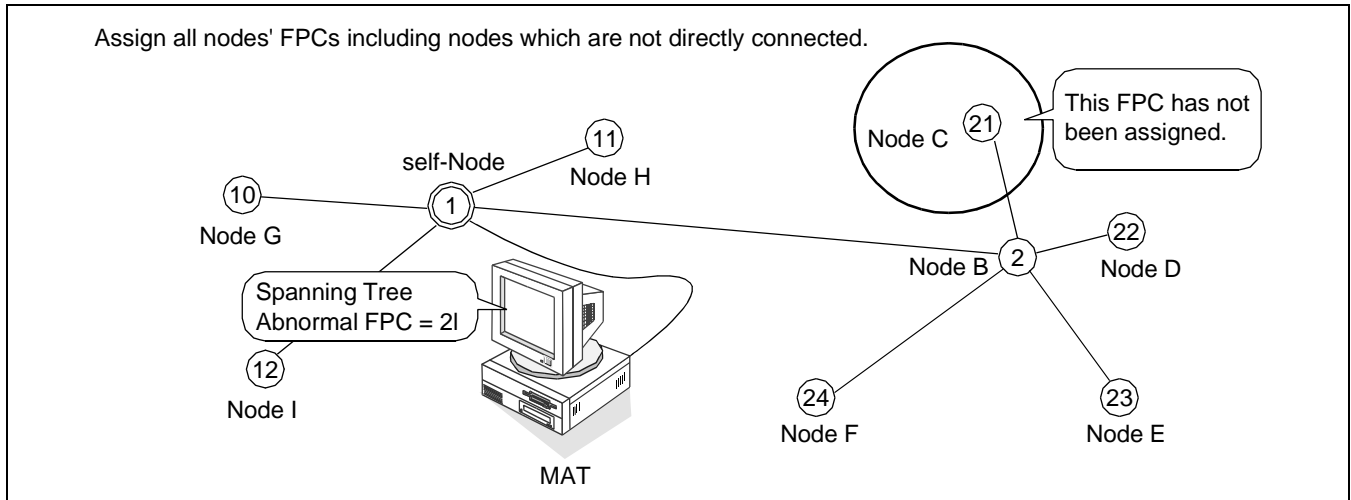 Assign all nodes' FPCs including nodes which are not directly connected.
This FPC has not
been assigned.
21
Node C
11
self-Node
Node H
10
1
Node G
22
Node B
2
Node D
Spanning Tree
Abnormal FPC = 2l
12
Node I
24
23
Node F
Node E
MAT